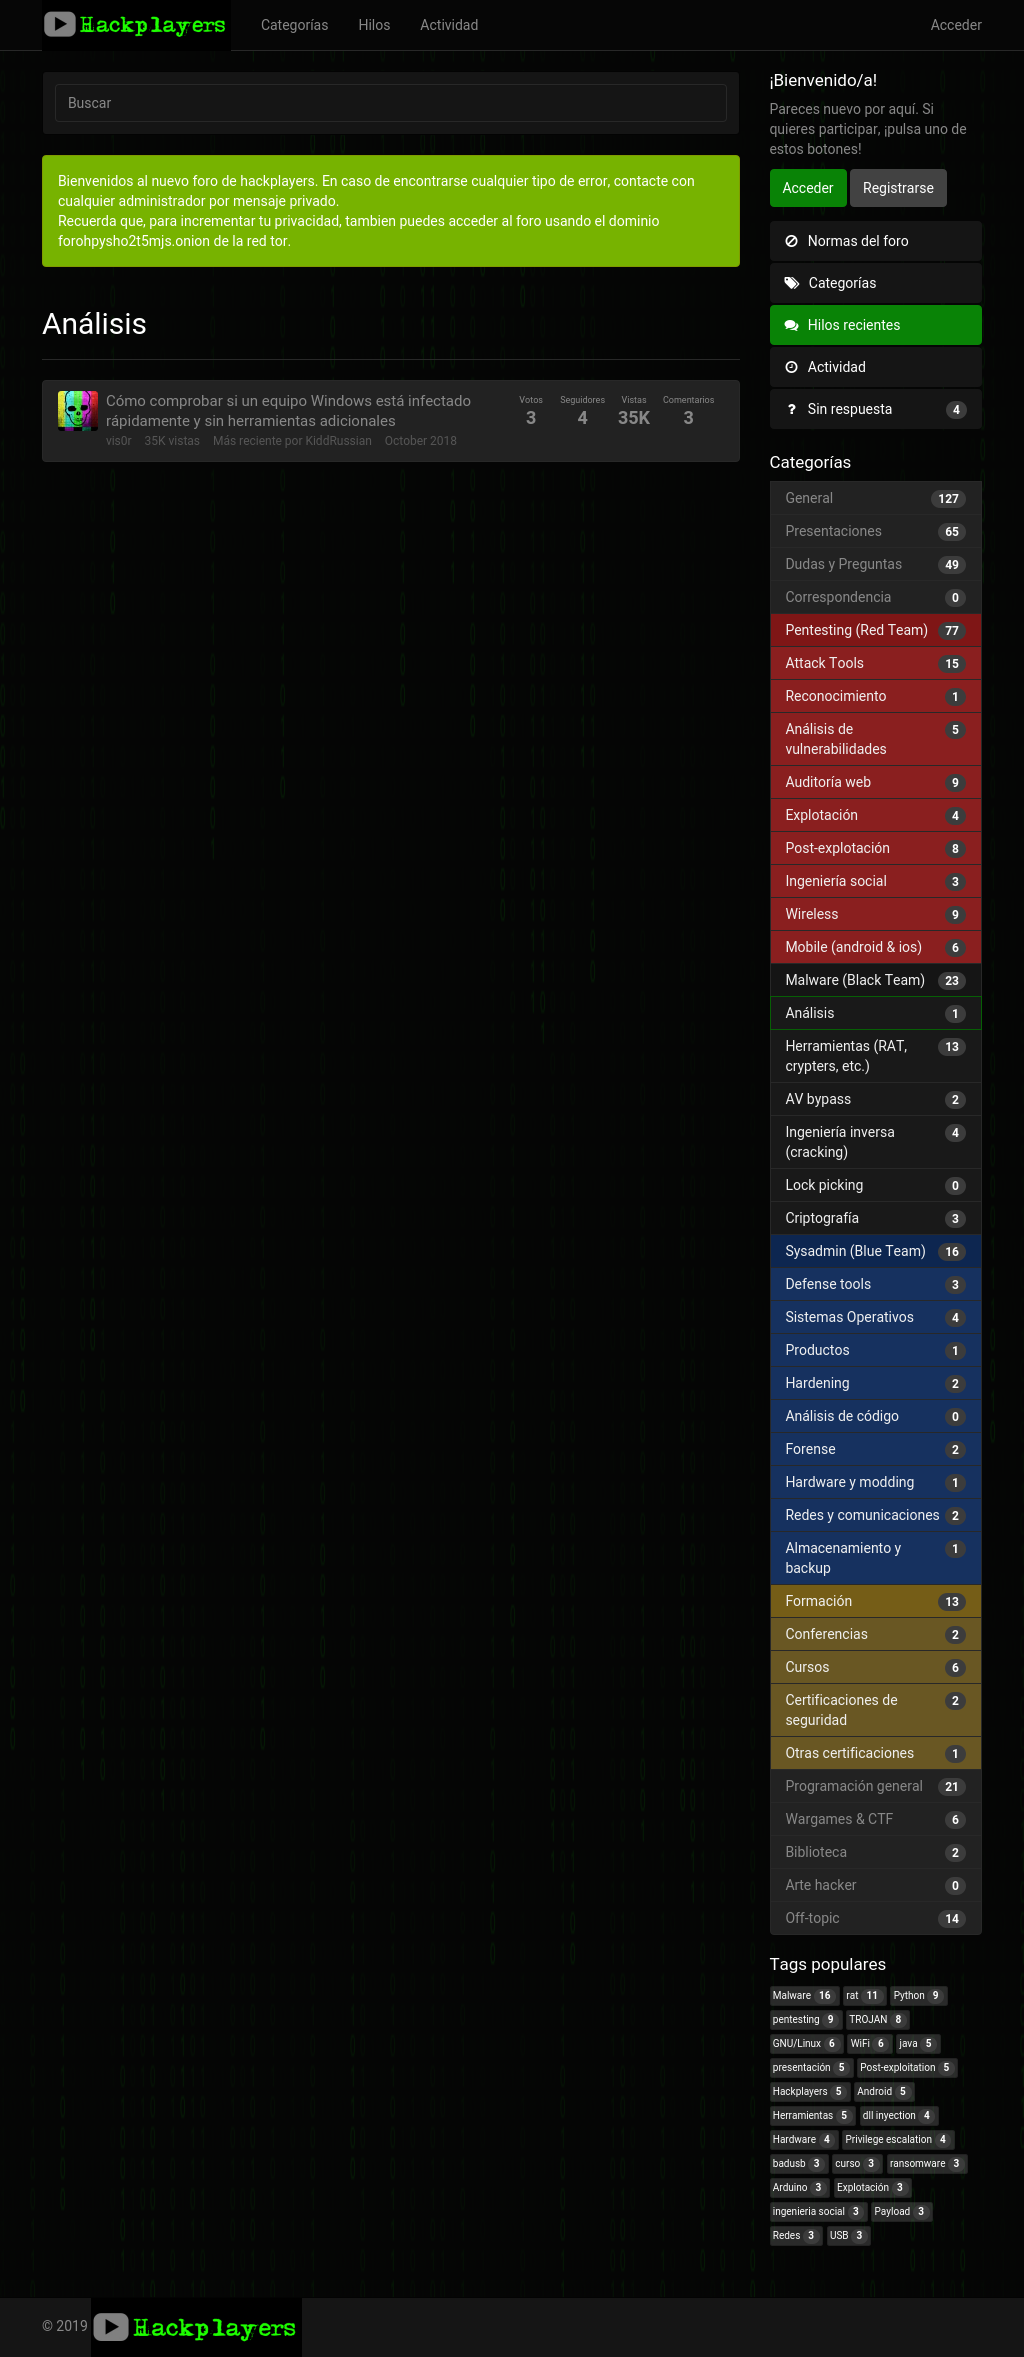 Hackplayers Categorías Hilos Actividad Acceder
Buscar
Bienvenidos al nuevo foro de hackplayers. En caso de encontrarse cualquier tipo de error, contacte con
cualquier administrador por mensaje privado.
Recuerda que, para incrementar tu privacidad, tambien puedes acceder al foro usando el dominio
forohpysho2t5mjs.onion de la red tor.
Análisis
Cómo comprobar si un equipo Windows está infectado
rápidamente y sin herramientas adicionales
vis0r 35K vistas Más reciente por KiddRussian October 2018
Votos Seguidores Vistas Comentarios
3 4 35K 3
¡Bienvenido/a!
Pareces nuevo por aquí. Si
quieres participar, ¡pulsa uno de
estos botones!
Acceder Registrarse
Normas del foro
Categorías
Hilos recientes
Actividad
Sin respuesta 4
Categorías
General 127
Presentaciones 65
Dudas y Preguntas 49
Correspondencia 0
Pentesting (Red Team) 77
Attack Tools 15
Reconocimiento 1
Análisis de 5
vulnerabilidades
Auditoría web 9
Explotación 4
Post-explotación 8
Ingeniería social 3
Wireless 9
Mobile (android & ios) 6
Malware (Black Team) 23
Análisis 1
Herramientas (RAT, 13
crypters, etc.)
AV bypass 2
Ingeniería inversa 4
(cracking)
Lock picking 0
Criptografía 3
Sysadmin (Blue Team) 16
Defense tools 3
Sistemas Operativos 4
Productos 1
Hardening 2
Análisis de código 0
Forense 2
Hardware y modding 1
Redes y comunicaciones 2
Almacenamiento y 1
backup
Formación 13
Conferencias 2
Cursos 6
Certificaciones de 2
seguridad
Otras certificaciones 1
Programación general 21
Wargames & CTF 6
Biblioteca 2
Arte hacker 0
Off-topic 14
Tags populares
Malware 16 rat 11 Python 9
pentesting 9 TROJAN 8
GNU/Linux 6 WiFi 6 java 5
presentación 5 Post-exploitation 5
Hackplayers 5 Android 5
Herramientas 5 dll inyection 4
Hardware 4 Privilege escalation 4
badusb 3 curso 3 ransomware 3
Arduino 3 Explotación 3
ingenieria social 3 Payload 3
Redes 3 USB 3
© 2019 Hackplayers